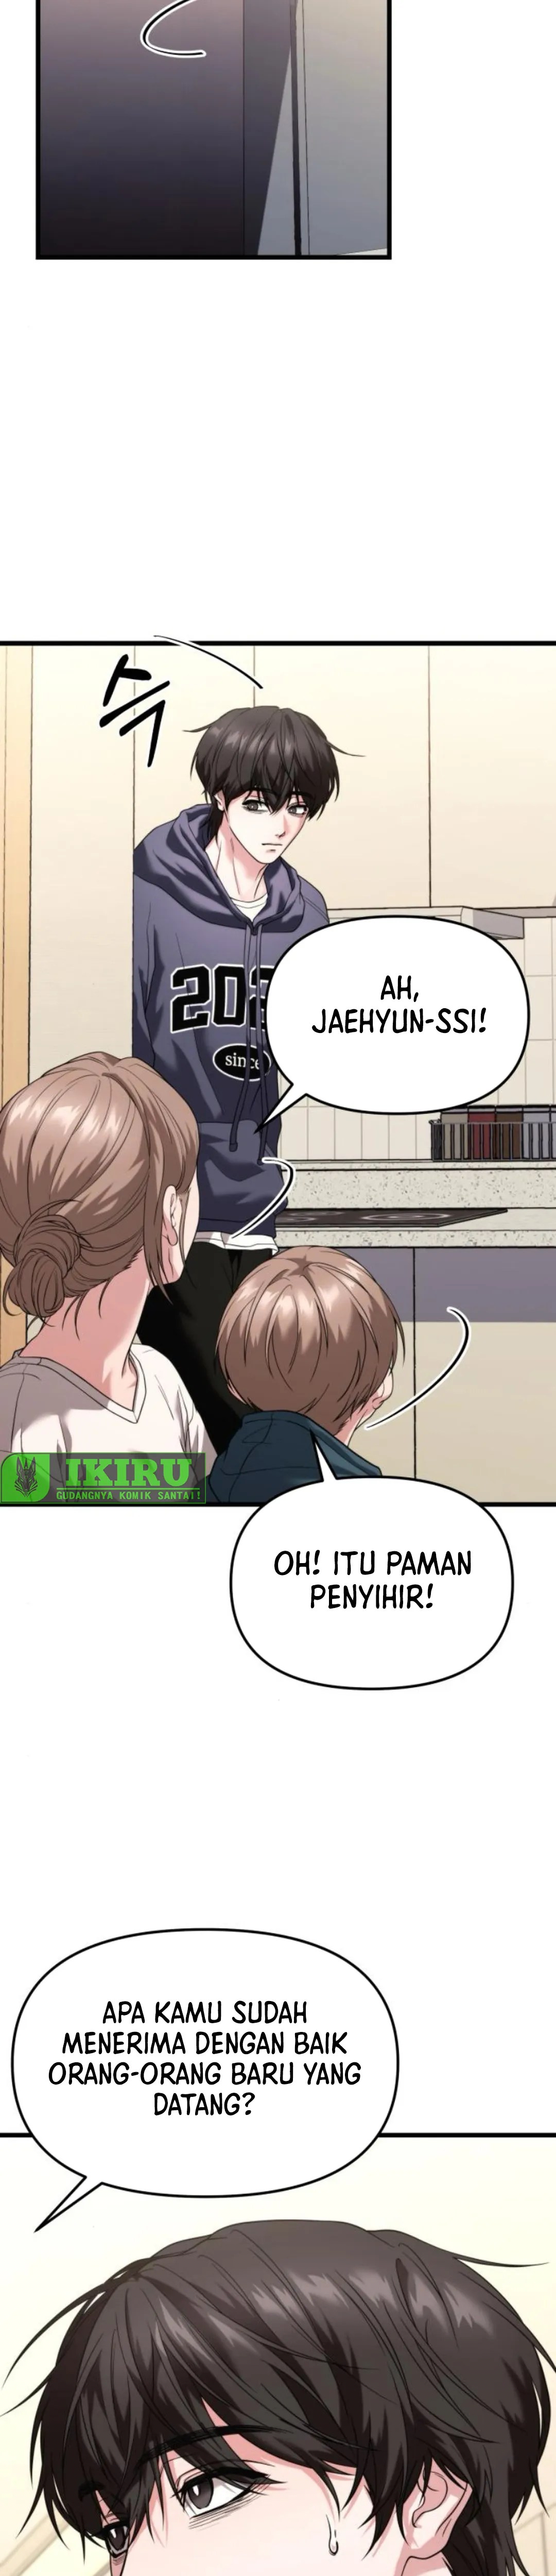 슥
202
since
AH,
JAEHYUN-SSI!
IKIRU
GUDANGNYA KOMIK SANTAI!
OH! ITU PAMAN
PENYIHIR!
APA KAMU SUDAH
MENERIMA DENGAN BAIK
ORANG-ORANG BARU YANG
DATANG?